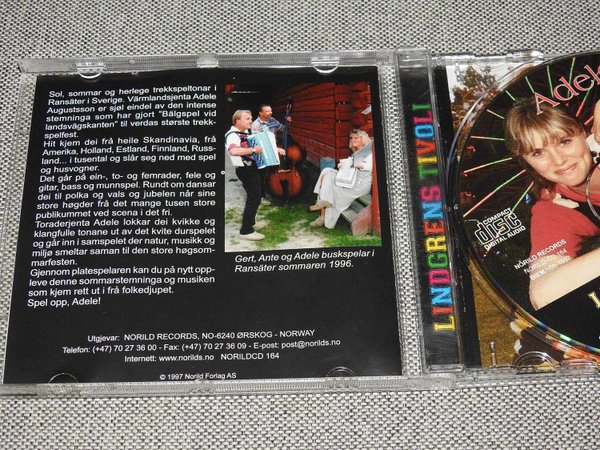 Sol, sommar og herlege trekkspeltonar i
Ransäter i Sverige. Värmlandsjenta Adele
Augustsson er sjøl eindel av den intense
stemninga som har gjort "Bälgspel vid
landsvägskanten" til verdas største trekk-
spelfest.
Hit kjem dei frå heile Skandinavia, frå
Amerika, Holland, Estland, Finnland, Russ-
land... i tusental og slår seg ned med spel
og husvogner.
Det går på ein-, to- og femrader, fele og
gitar, bass og munnspel. Rundt om dansar
dei til polka og vals og jubelen når sine
store høgder frå det mange tusen store
publikummet ved scena i det fri.
Toraderjenta Adele lokkar dei kvikke og
klangfulle tonane ut av det kvite durspelet
og går inn i samspelet der natur, musikk og
miljø smeltar saman til den store høgsom-
marfesten.
Gjennom platespelaren kan du på nytt opp-
leve denne sommarstemninga og musiken
som kjem rett ut i frå folkedjupet.
Spel opp, Adele!
Gert, Ante og Adele buskspelar i
Ransäter sommaren 1996.
Utgjevar: NORILD RECORDS, NO-6240 ØRSKOG - NORWAY
Telefon: (+47) 70 27 36 00 - Fax: (+47) 70 27 39 09 - E-post: post@norilds.no
Internett: www.norilds.no NORILDCD 164
© 1997 Norild Forlag AS
LINDGRENS TIVOLI
Adele
COMPACT
disc
DIGITAL AUDIO
NORILD RECORDS
NORILDCD 164